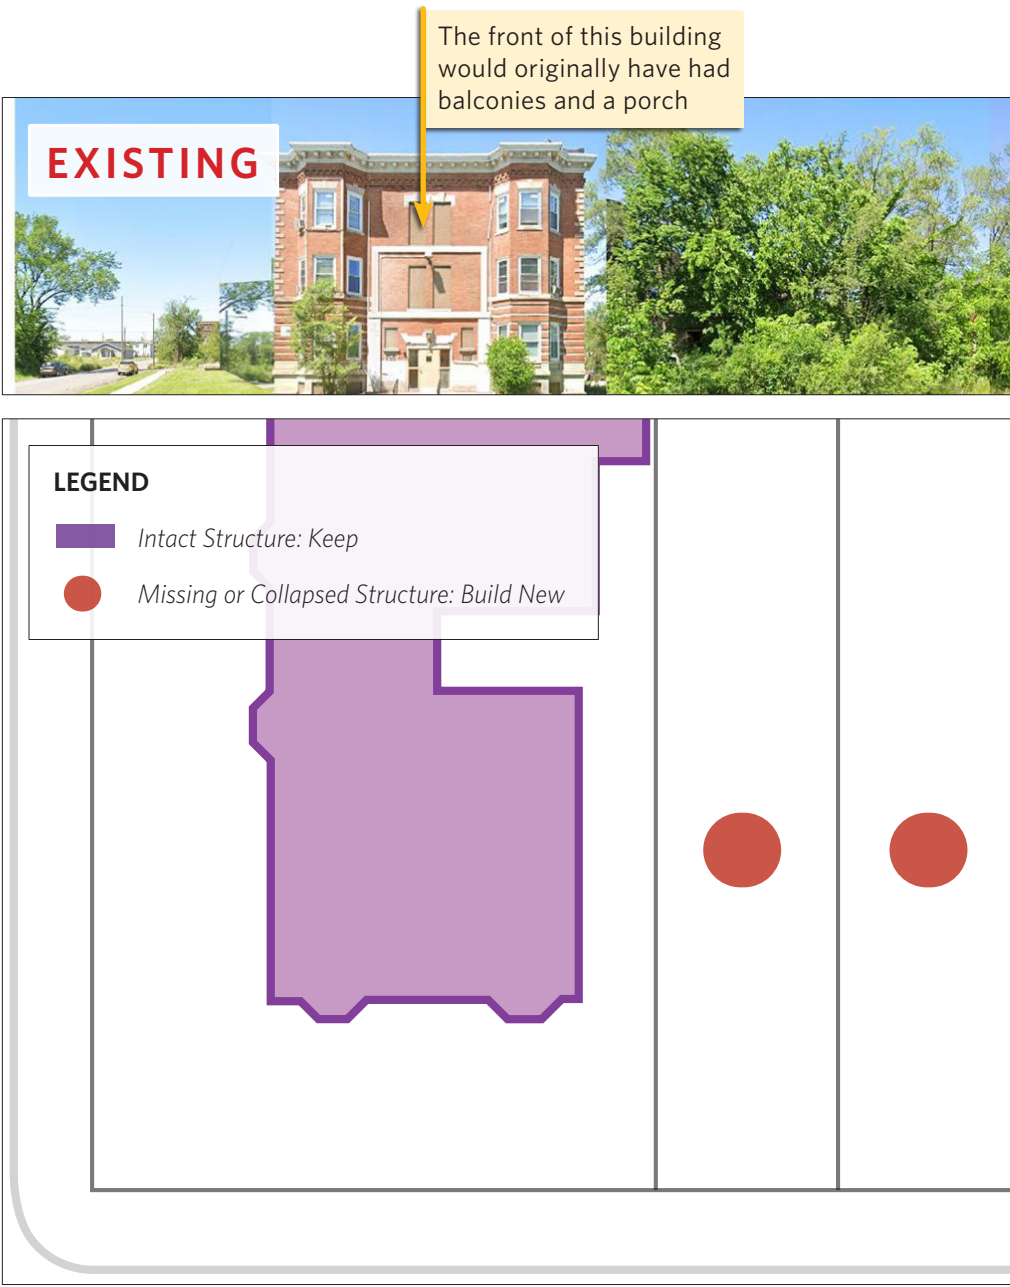 The front of this building
would originally have had
balconies and a porch
EXISTING
LEGEND
Intact Structure: Keep
Missing or Collapsed Structure: Build New